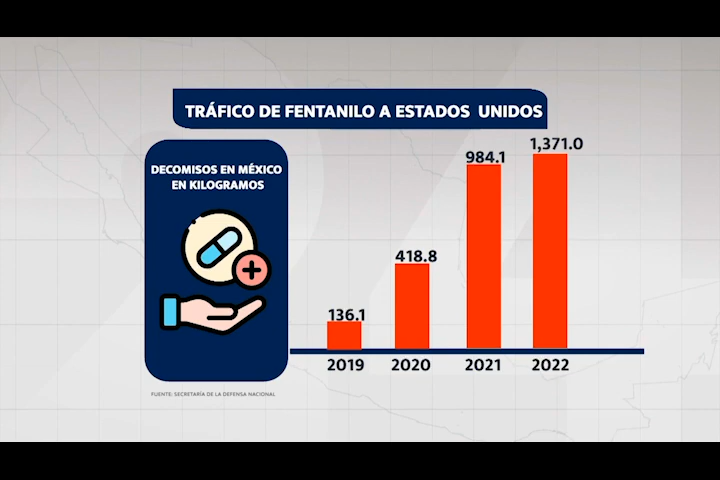 TRÁFICO DE FENTANILO A ESTADOS UNIDOS
DECOMISOS EN MÉXICO
EN KILOGRAMOS
136.1
418.8
984.1
1,371.0
2019
2020
2021
2022
FUENTE: SECRETARÍA DE LA DEFENSA NACIONAL